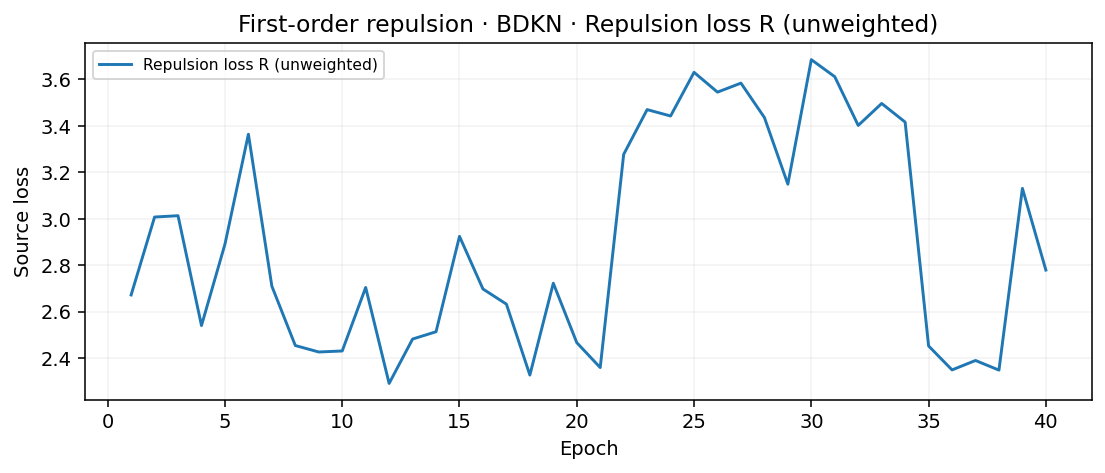 First-order repulsion · BDKN · Repulsion loss R (unweighted)
Repulsion loss R (unweighted)
Source loss
3.6
3.4
3.2
3.0
2.8
2.6
2.4
0 5 10 15 20 25 30 35 40
Epoch